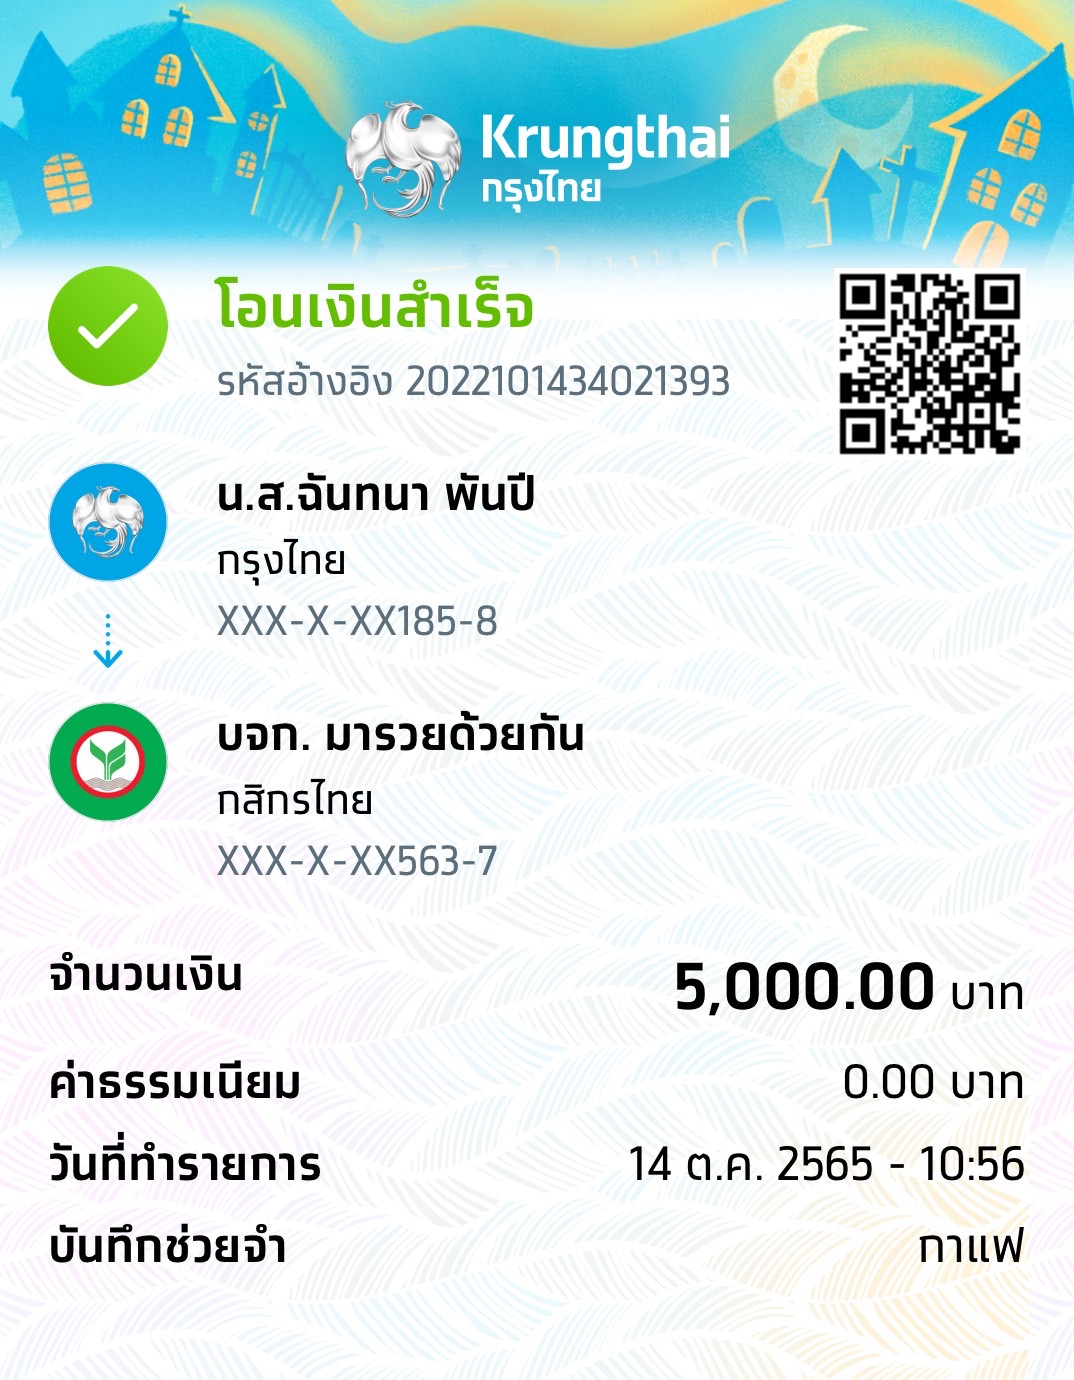 Krungthai
กรุงไทย
โอนเงินสำเร็จ
รหัสอ้างอิง 2022101434021393
น.ส.ฉันทนา พันปี
กรุงไทย
XXX-X-XX185-8
บจก. มารวยด้วยกัน
กสิกรไทย
XXX-X-XX563-7
จำนวนเงิน 5,000.00 บาท
ค่าธรรมเนียม 0.00 บาท
วันที่ทำรายการ 14 ต.ค. 2565 - 10:56
บันทึกช่วยจำ กาแฟ